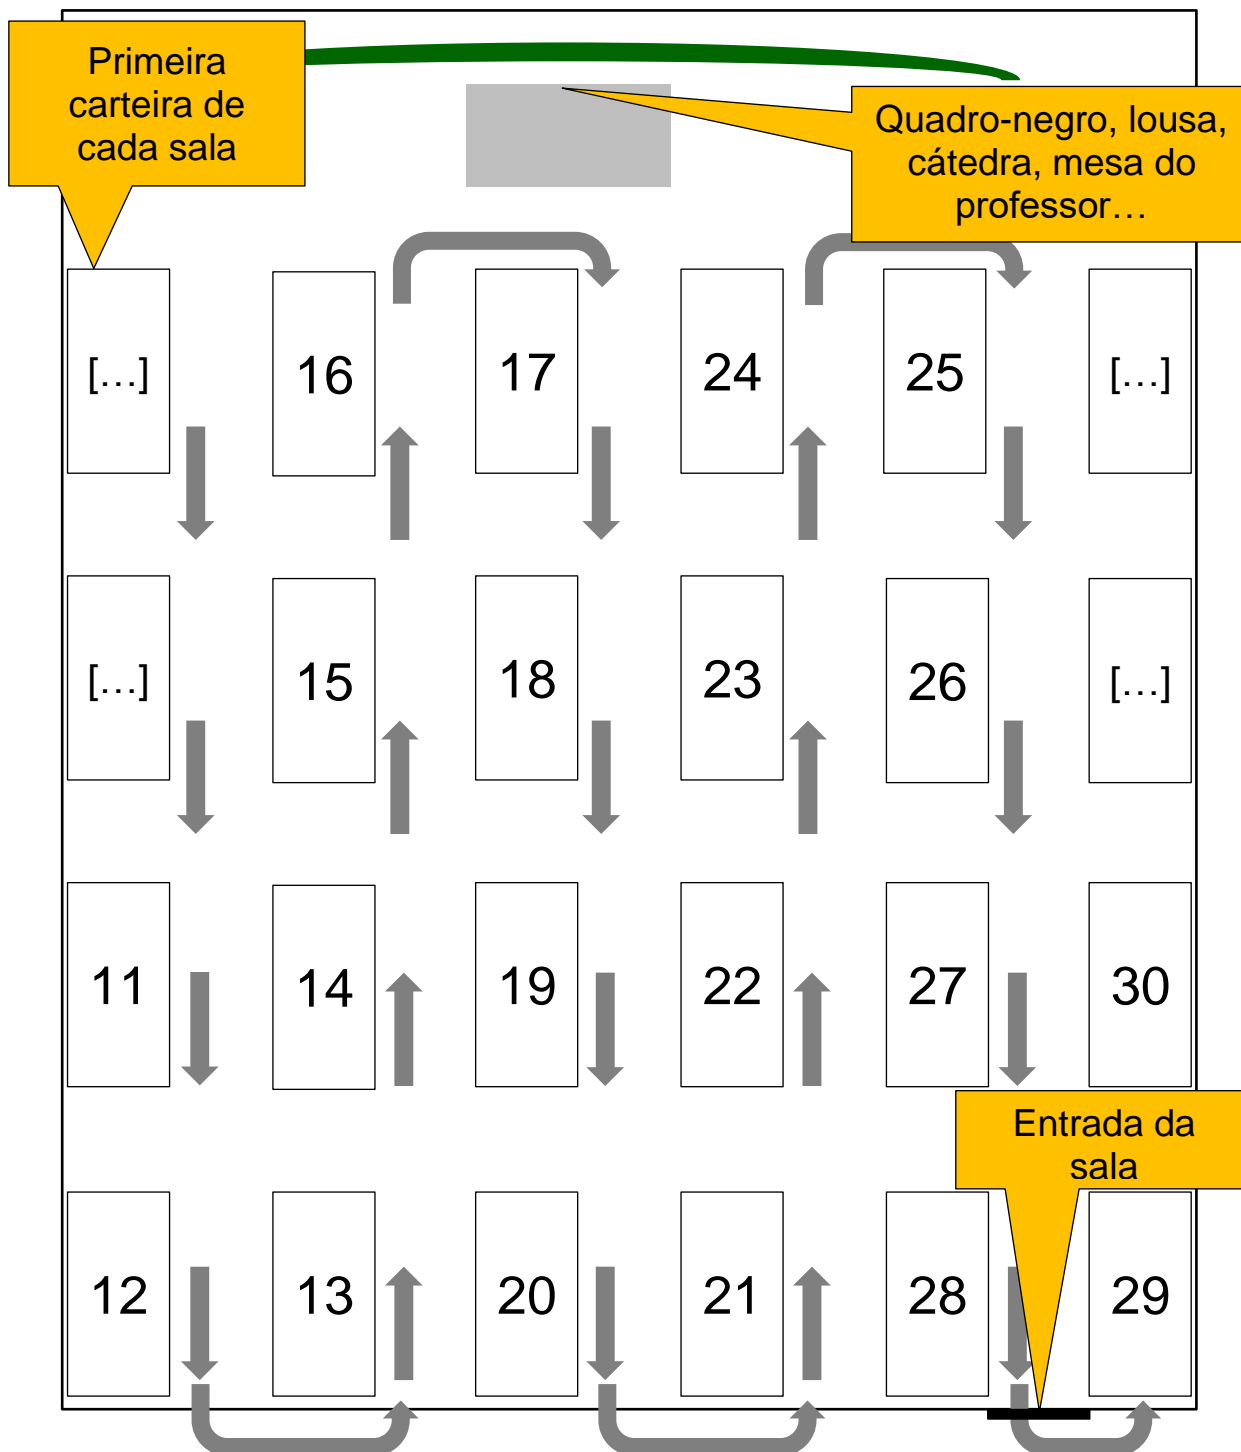 Primeira
carteira de
cada sala
Quadro-negro, lousa,
cátedra, mesa do
professor…
[…] 16 17 24 25 […]
[…] 15 18 23 26 […]
11 14 19 22 27 30
Entrada da
sala
12 13 20 21 28 29